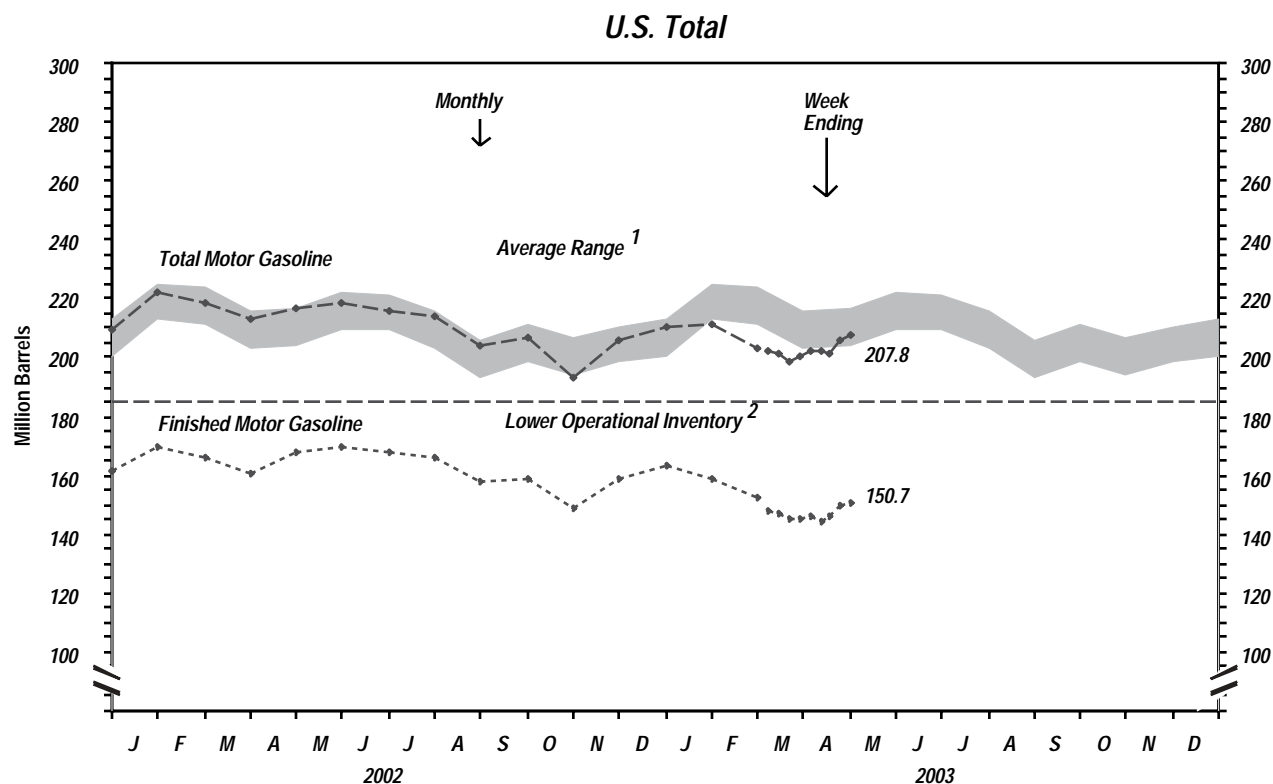 U.S. Total
Million Barrels
300
280
260
240
220
200
180
160
140
120
100
300
280
260
240
220
200
180
160
140
120
100
Monthly
Week
Ending
Total Motor Gasoline
Average Range 1
207.8
Finished Motor Gasoline
Lower Operational Inventory 2
150.7
J F M A M J J A S O N D J F M A M J J A S O N D
2002 2003